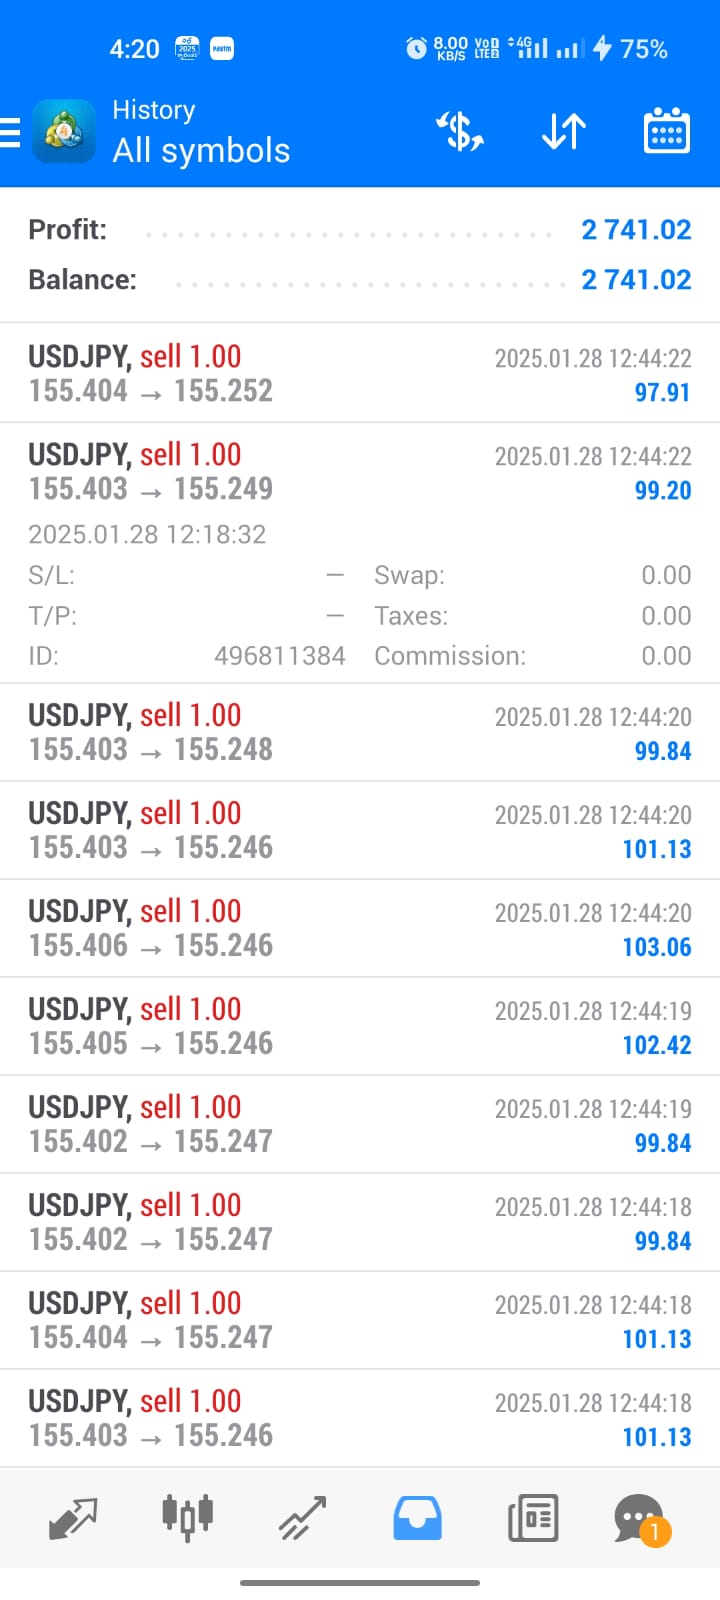 4:20 2025 Paytm 8.00 KB/S VoD LTE2 4G 75%
History
All symbols
Profit: 2 741.02
Balance: 2 741.02
USDJPY, sell 1.00 2025.01.28 12:44:22
155.404 → 155.252 97.91
USDJPY, sell 1.00 2025.01.28 12:44:22
155.403 → 155.249 99.20
2025.01.28 12:18:32
S/L: – Swap: 0.00
T/P: – Taxes: 0.00
ID: 496811384 Commission: 0.00
USDJPY, sell 1.00 2025.01.28 12:44:20
155.403 → 155.248 99.84
USDJPY, sell 1.00 2025.01.28 12:44:20
155.403 → 155.246 101.13
USDJPY, sell 1.00 2025.01.28 12:44:20
155.406 → 155.246 103.06
USDJPY, sell 1.00 2025.01.28 12:44:19
155.405 → 155.246 102.42
USDJPY, sell 1.00 2025.01.28 12:44:19
155.402 → 155.247 99.84
USDJPY, sell 1.00 2025.01.28 12:44:18
155.402 → 155.247 99.84
USDJPY, sell 1.00 2025.01.28 12:44:18
155.404 → 155.247 101.13
USDJPY, sell 1.00 2025.01.28 12:44:18
155.403 → 155.246 101.13
1